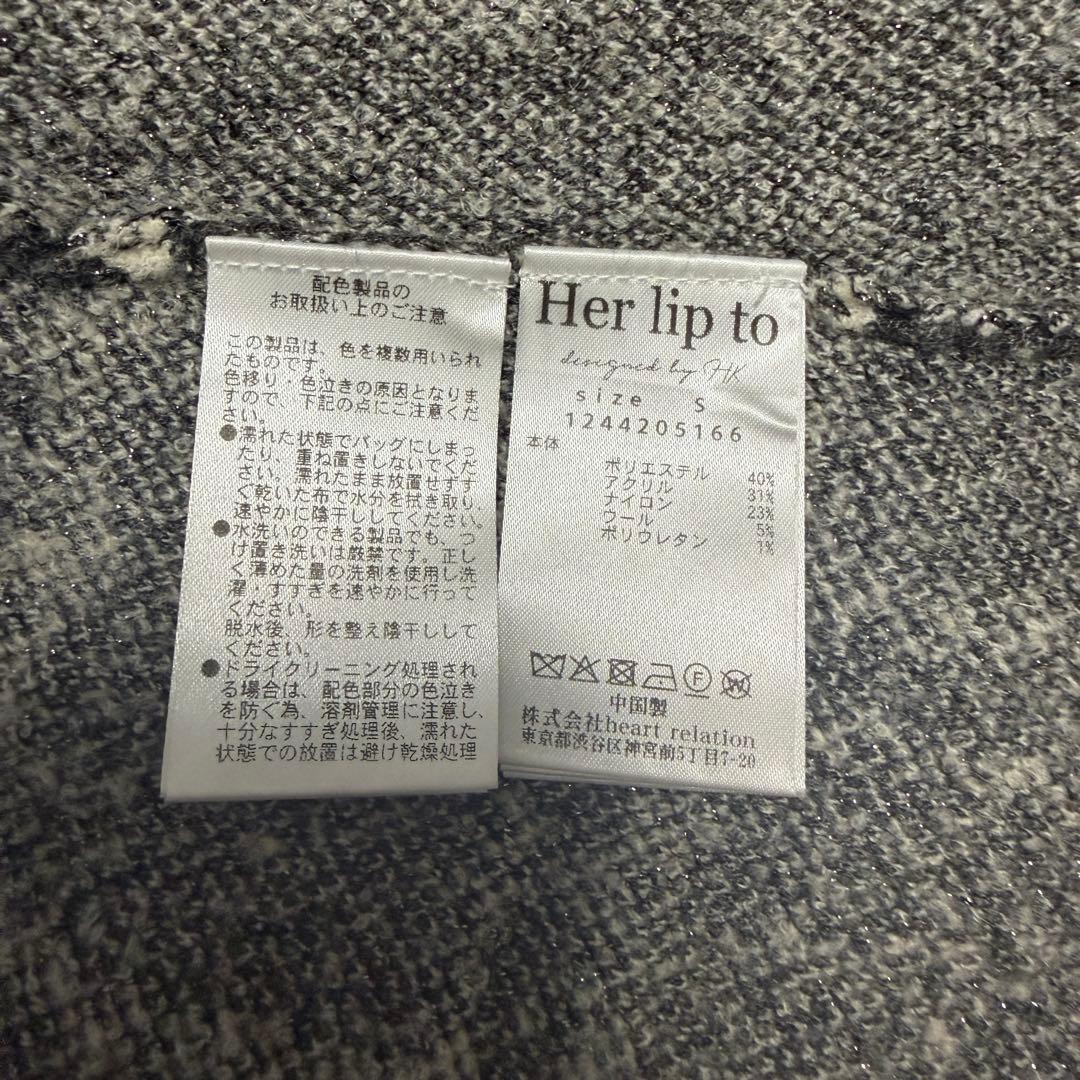 配色製品の
お取扱い上のご注意
この製品は、色を複数用いられ
たものです。
色移り・色泣きの原因となりま
すので、下記の点にご注意くだ
さい。
●濡れた状態でバッグにしまっ
たり、重ね置きしないでくだ
さい。濡れたまま放置せずす
ぐ乾いた布で水分を拭き取り、
速やかに陰干ししてください。
●水洗いのできる製品でも、つ
け置き洗いは厳禁です。正し
く薄めた量の洗剤を使用し洗
濯・すすぎを速やかに行って
ください。
脱水後、形を整え陰干しして
ください。
●ドライクリーニング処理され
る場合は、配色部分の色泣き
を防ぐ為、溶剤管理に注意し、
十分なすすぎ処理後、濡れた
状態での放置は避け乾燥処理
Her lip to
designed by HK
size S
1244205166
本体
ポリエステル 40%
アクリル 31%
ナイロン 23%
ウール 5%
ポリウレタン 1%
F W
中国製
株式会社heart relation
東京都渋谷区神宮前5丁目7-20